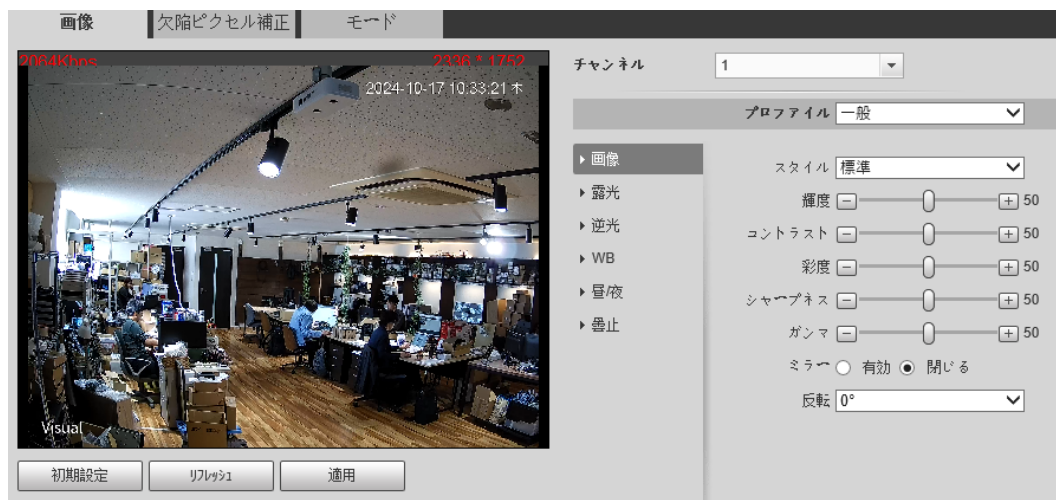 画像 欠陥ピクセル補正 モード
2064Kbps 2336 * 1752
2024-10-17 10:33:21 木
Visual
初期設定 リフレッシュ 適用
チャンネル 1
プロファイル 一般
画像
露光
逆光
WB
昼/夜
曇止
スタイル 標準
輝度 50
コントラスト 50
彩度 50
シャープネス 50
ガンマ 50
ミラー 有効 閉じる
反転 0°